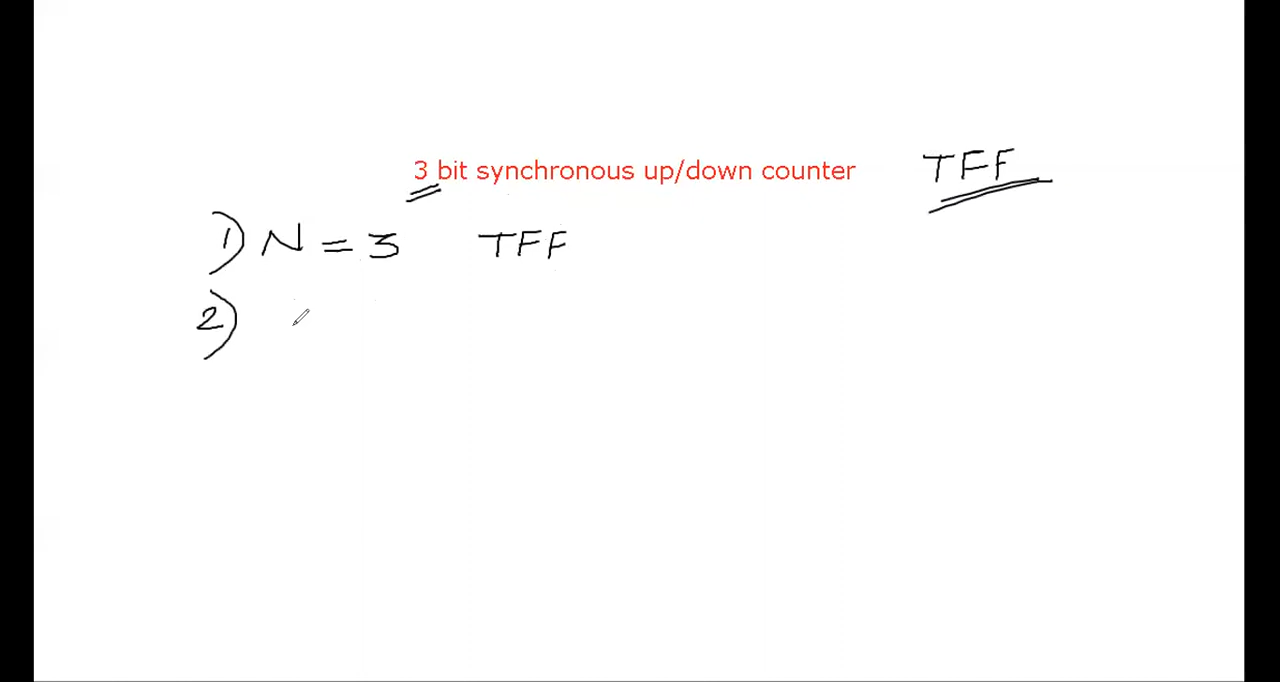 3 bit synchronous up/down counter TFF
1) N = 3 TFF
2)